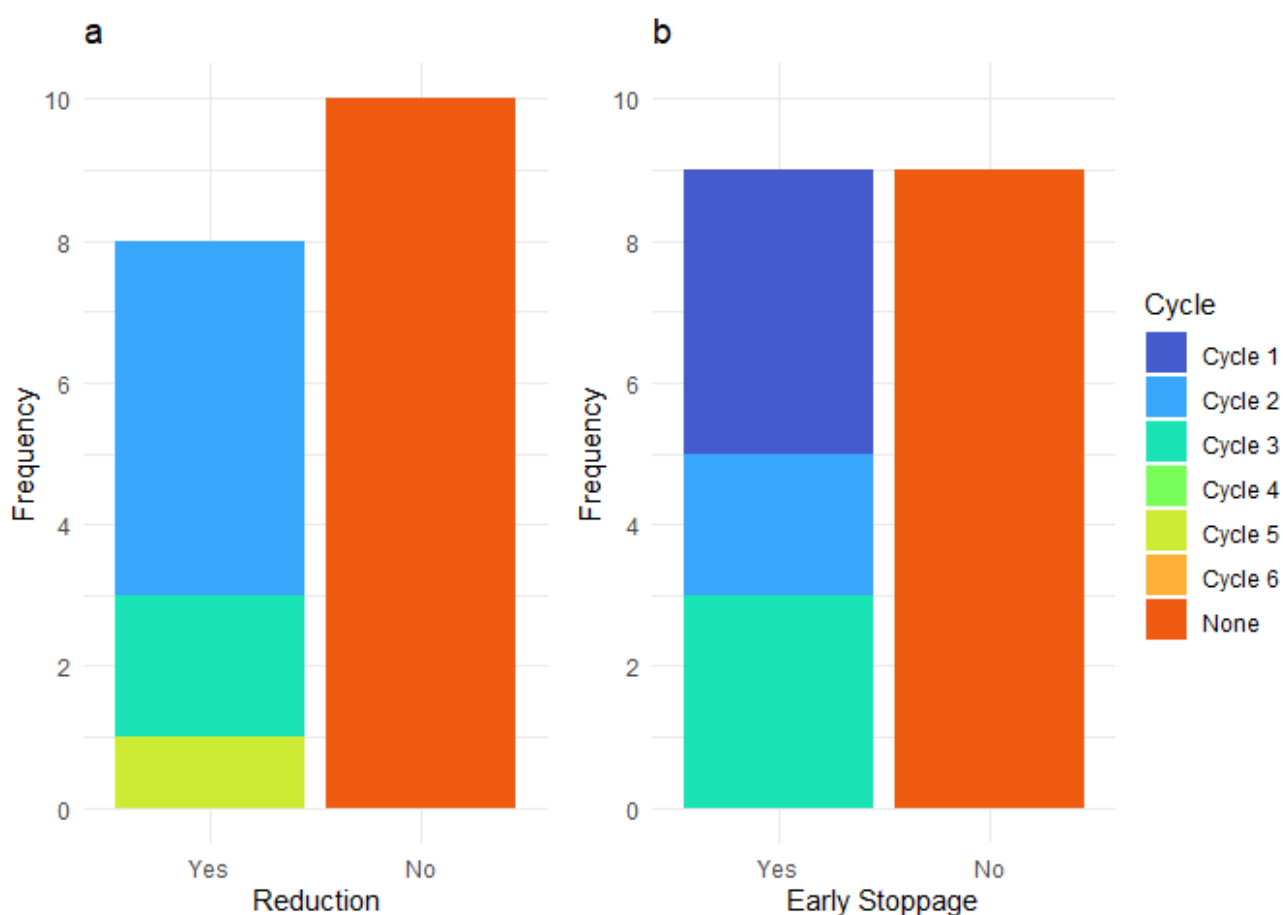 a
10
8
6
4
2
0
Frequency
Yes No
Reduction
b
10
8
6
4
2
0
Frequency
Yes No
Early Stoppage
Cycle
Cycle 1
Cycle 2
Cycle 3
Cycle 4
Cycle 5
Cycle 6
None